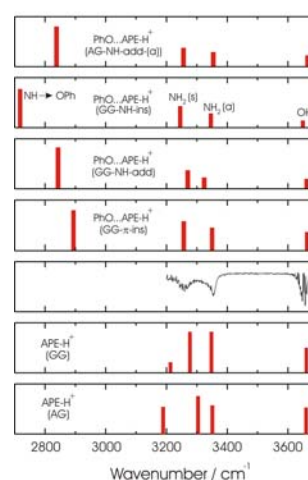 PhO...APE-H+
(AG-NH-add-(a))
NH → OPh
PhO...APE-H+
(GG-NH-ins)
NH2(s)
NH2(a)
PhO...APE-H+
(GG-NH-add)
PhO...APE-H+
(GG-π-ins)
APE-H+
(GG)
APE-H+
(AG)
2800 3000 3200 3400 3600
Wavenumber / cm-1